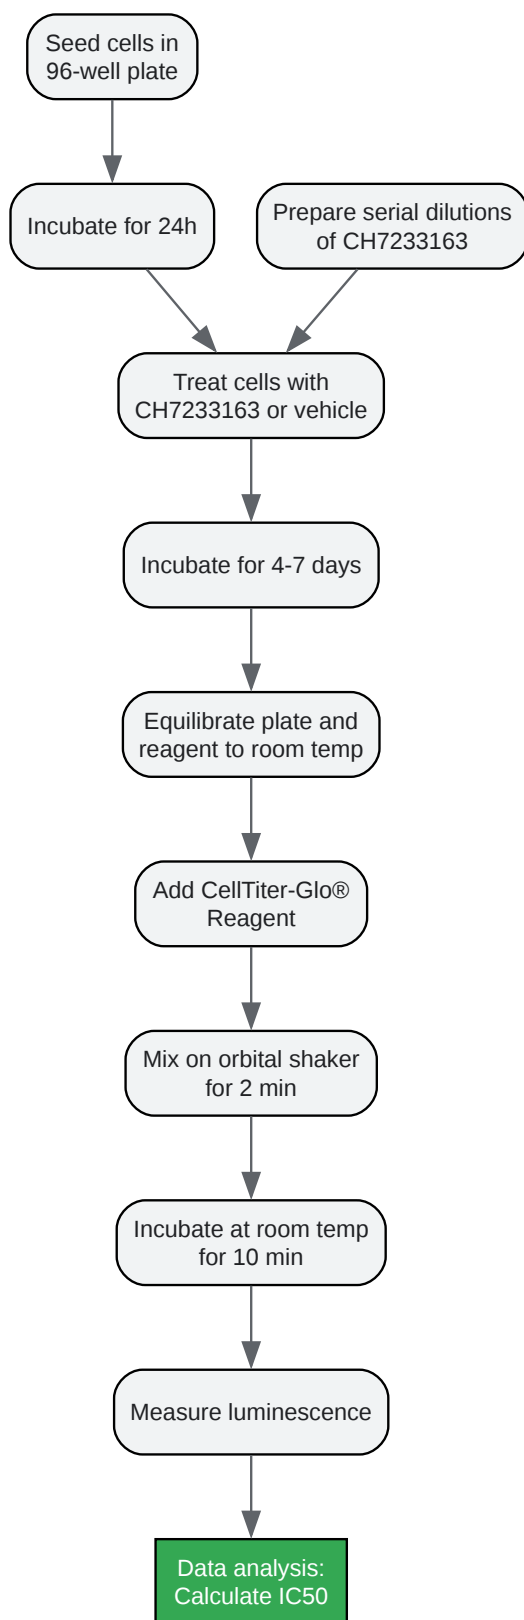 Seed cells in
96-well plate
Incubate for 24h
Prepare serial dilutions
of CH7233163
Treat cells with
CH7233163 or vehicle
Incubate for 4-7 days
Equilibrate plate and
reagent to room temp
Add CellTiter-Glo®
Reagent
Mix on orbital shaker
for 2 min
Incubate at room temp
for 10 min
Measure luminescence
Data analysis:
Calculate IC50